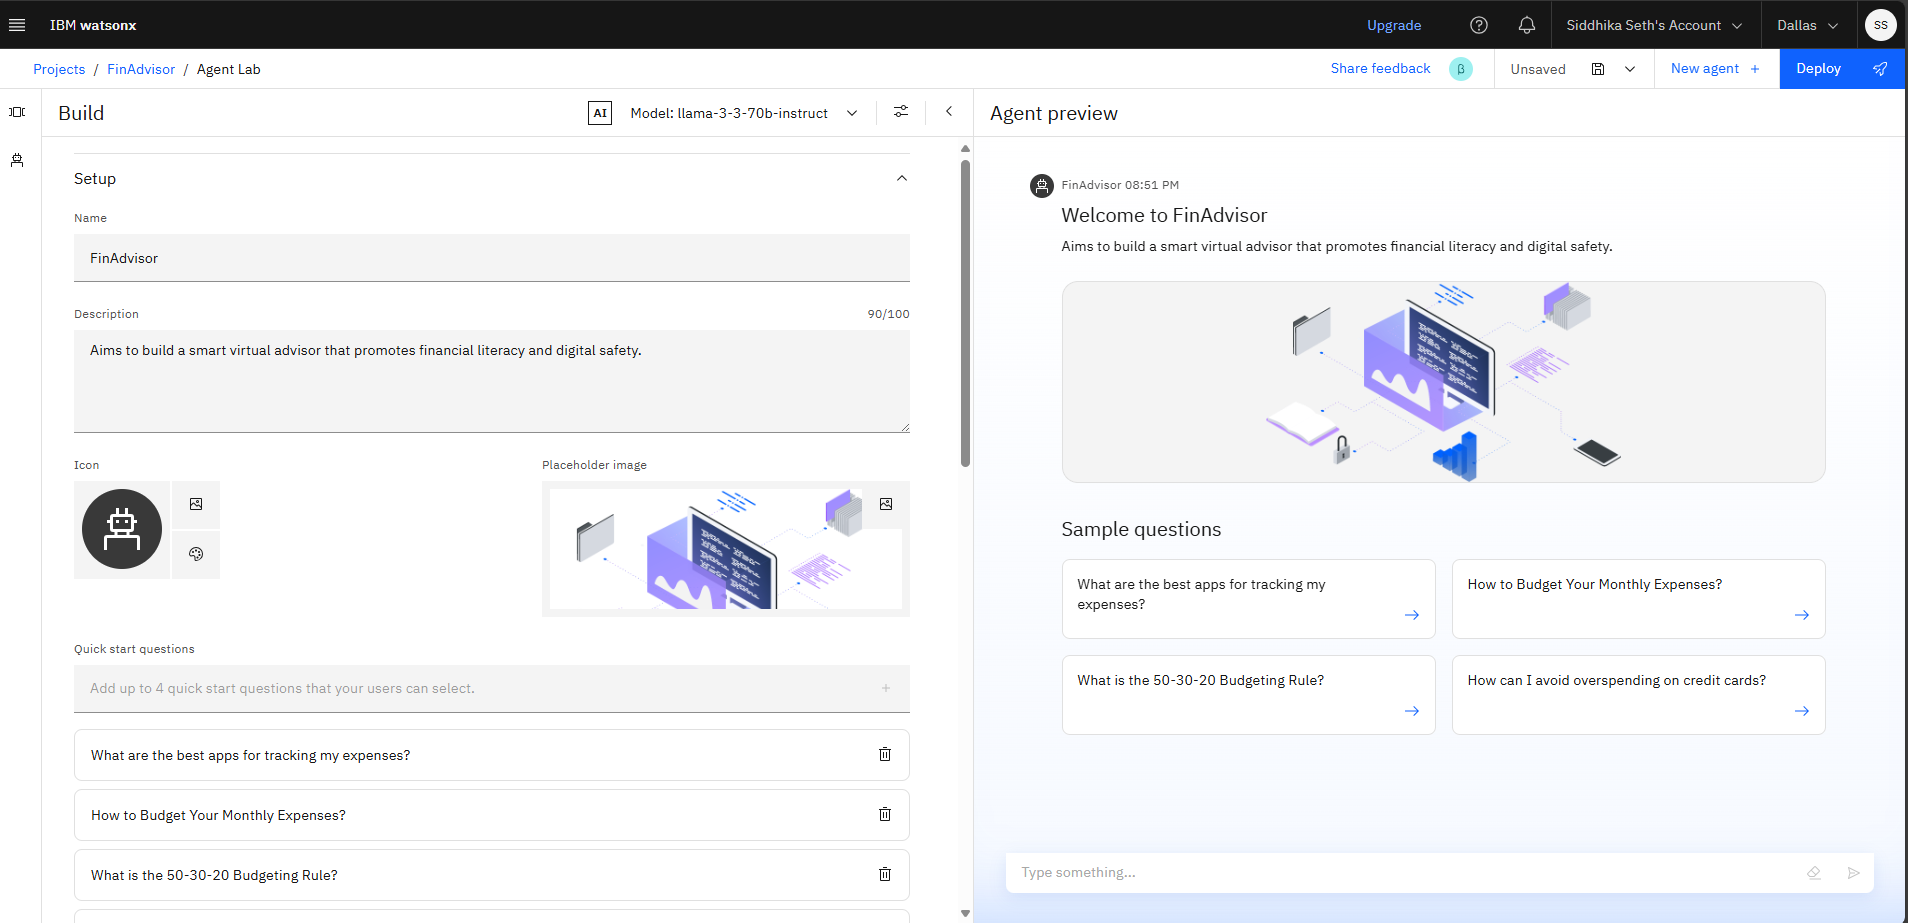 IBM watsonx
Upgrade
Siddhika Seth's Account
Dallas
SS
Projects / FinAdvisor / Agent Lab
Share feedback
β
Unsaved
New agent +
Deploy
Build
AI
Model: llama-3-3-70b-instruct
Agent preview
Setup
Name
FinAdvisor
Description
90/100
Aims to build a smart virtual advisor that promotes financial literacy and digital safety.
Icon
Placeholder image
Quick start questions
Add up to 4 quick start questions that your users can select.
What are the best apps for tracking my expenses?
How to Budget Your Monthly Expenses?
What is the 50-30-20 Budgeting Rule?
FinAdvisor 08:51 PM
Welcome to FinAdvisor
Aims to build a smart virtual advisor that promotes financial literacy and digital safety.
Sample questions
What are the best apps for tracking my
expenses?
How to Budget Your Monthly Expenses?
What is the 50-30-20 Budgeting Rule?
How can I avoid overspending on credit cards?
Type something...